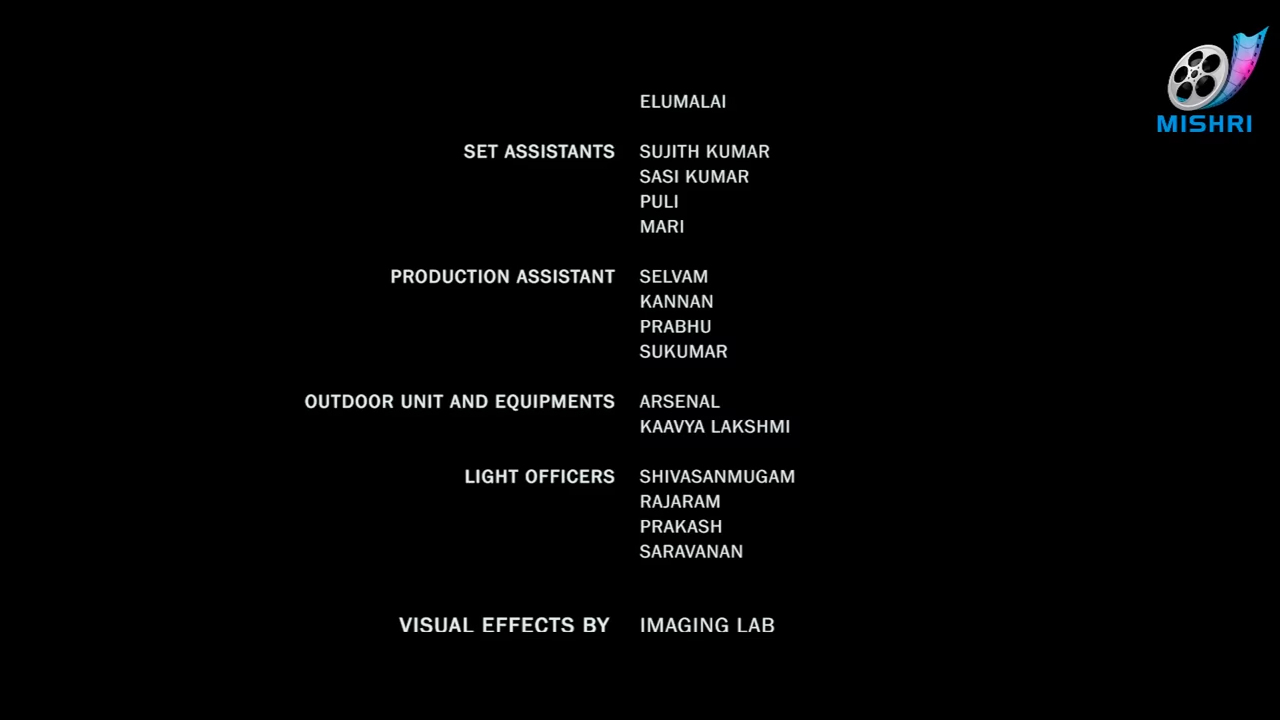 ELUMALAI
MISHRI
SET ASSISTANTS SUJITH KUMAR
SASI KUMAR
PULI
MARI
PRODUCTION ASSISTANT SELVAM
KANNAN
PRABHU
SUKUMAR
OUTDOOR UNIT AND EQUIPMENTS ARSENAL
KAAVYA LAKSHMI
LIGHT OFFICERS SHIVASANMUGAM
RAJARAM
PRAKASH
SARAVANAN
VISUAL EFFECTS BY IMAGING LAB